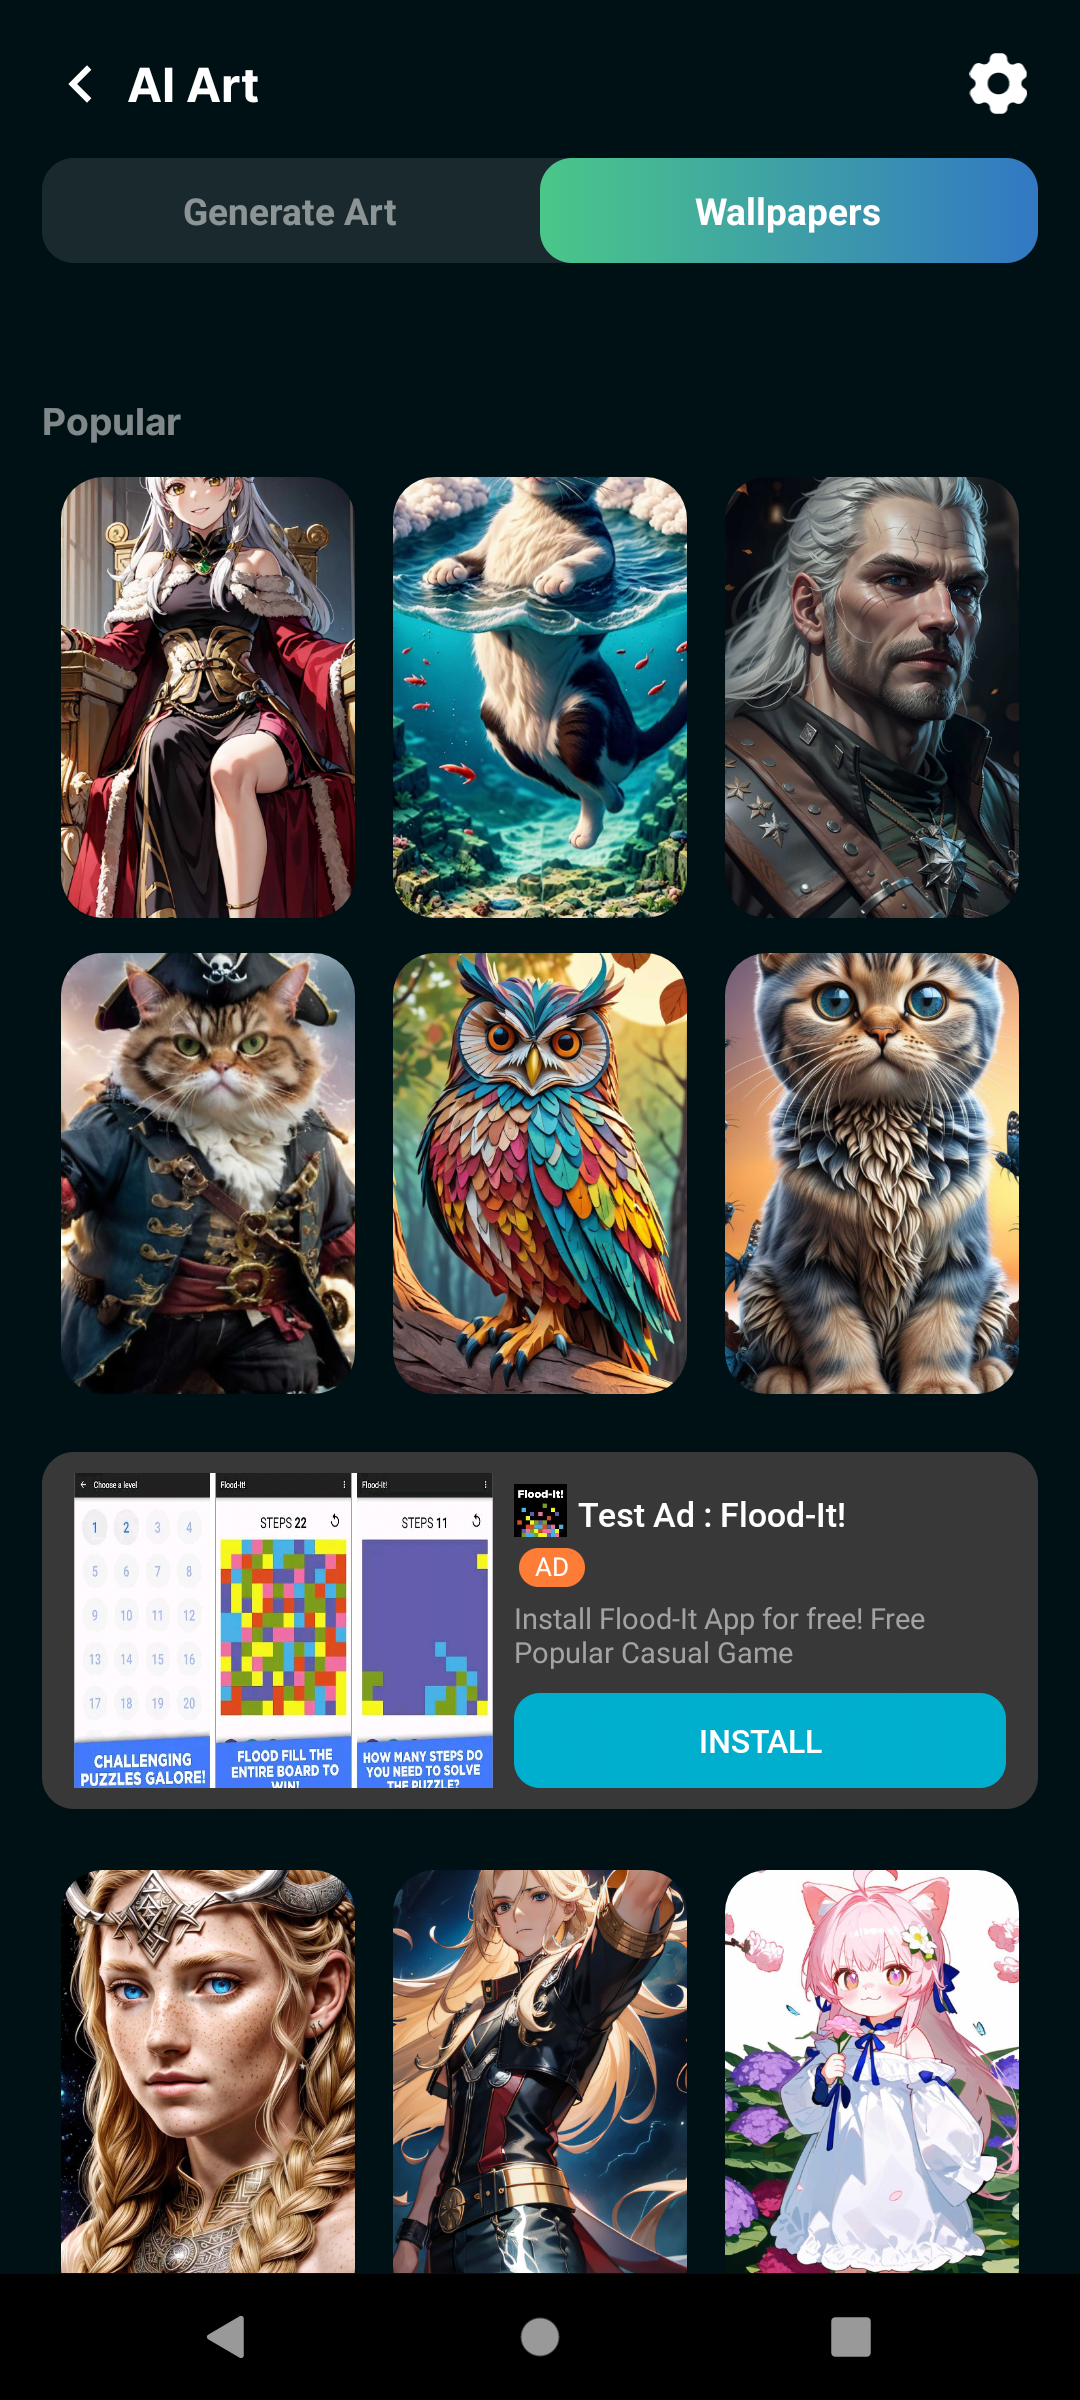 AI Art
Generate Art
Wallpapers
Popular
Choose a level
1 2 3 4
5 6 7 8
9 10 11 12
13 14 15 16
17 18 19 20
CHALLENGING
PUZZLES GALORE!
Flood-It!
STEPS 22
FLOOD FILL THE
ENTIRE BOARD TO
WIN!
Flood-It!
STEPS 11
HOW MANY STEPS DO
YOU NEED TO SOLVE
THE PUZZLE?
Flood-It!
Test Ad : Flood-It!
AD
Install Flood-It App for free! Free
Popular Casual Game
INSTALL